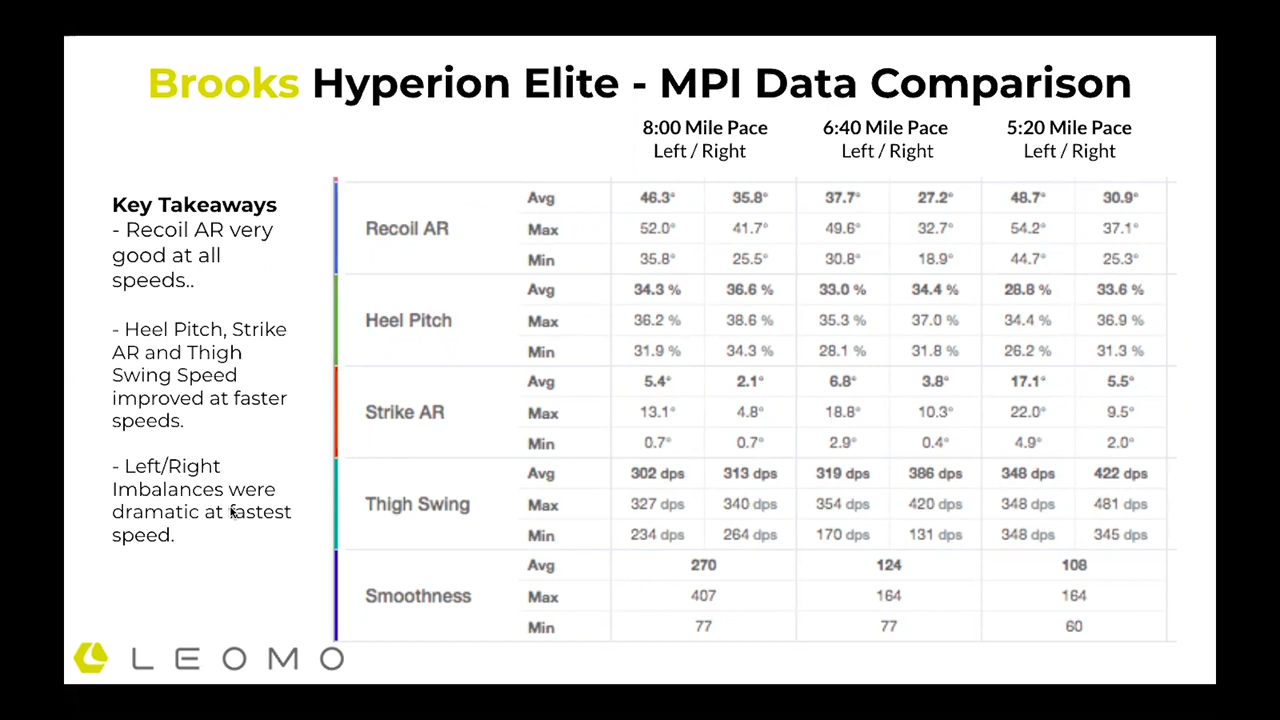 Brooks Hyperion Elite - MPI Data Comparison
8:00 Mile Pace 6:40 Mile Pace 5:20 Mile Pace
Left / Right Left / Right Left / Right
Key Takeaways
- Recoil AR very
good at all
speeds..
- Heel Pitch, Strike
AR and Thigh
Swing Speed
improved at faster
speeds.
- Left/Right
Imbalances were
dramatic at fastest
speed.
Recoil AR
Avg 46.3° 35.8° 37.7° 27.2° 48.7° 30.9°
Max 52.0° 41.7° 49.6° 32.7° 54.2° 37.1°
Min 35.8° 25.5° 30.8° 18.9° 44.7° 25.3°
Heel Pitch
Avg 34.3 % 36.6 % 33.0 % 34.4 % 28.8 % 33.6 %
Max 36.2 % 38.6 % 35.3 % 37.0 % 34.4 % 36.9 %
Min 31.9 % 34.3 % 28.1 % 31.8 % 26.2 % 31.3 %
Strike AR
Avg 5.4° 2.1° 6.8° 3.8° 17.1° 5.5°
Max 13.1° 4.8° 18.8° 10.3° 22.0° 9.5°
Min 0.7° 0.7° 2.9° 0.4° 4.9° 2.0°
Thigh Swing
Avg 302 dps 313 dps 319 dps 386 dps 348 dps 422 dps
Max 327 dps 340 dps 354 dps 420 dps 348 dps 481 dps
Min 234 dps 264 dps 170 dps 131 dps 348 dps 345 dps
Smoothness
Avg 270 124 108
Max 407 164 164
Min 77 77 60
LEOMO